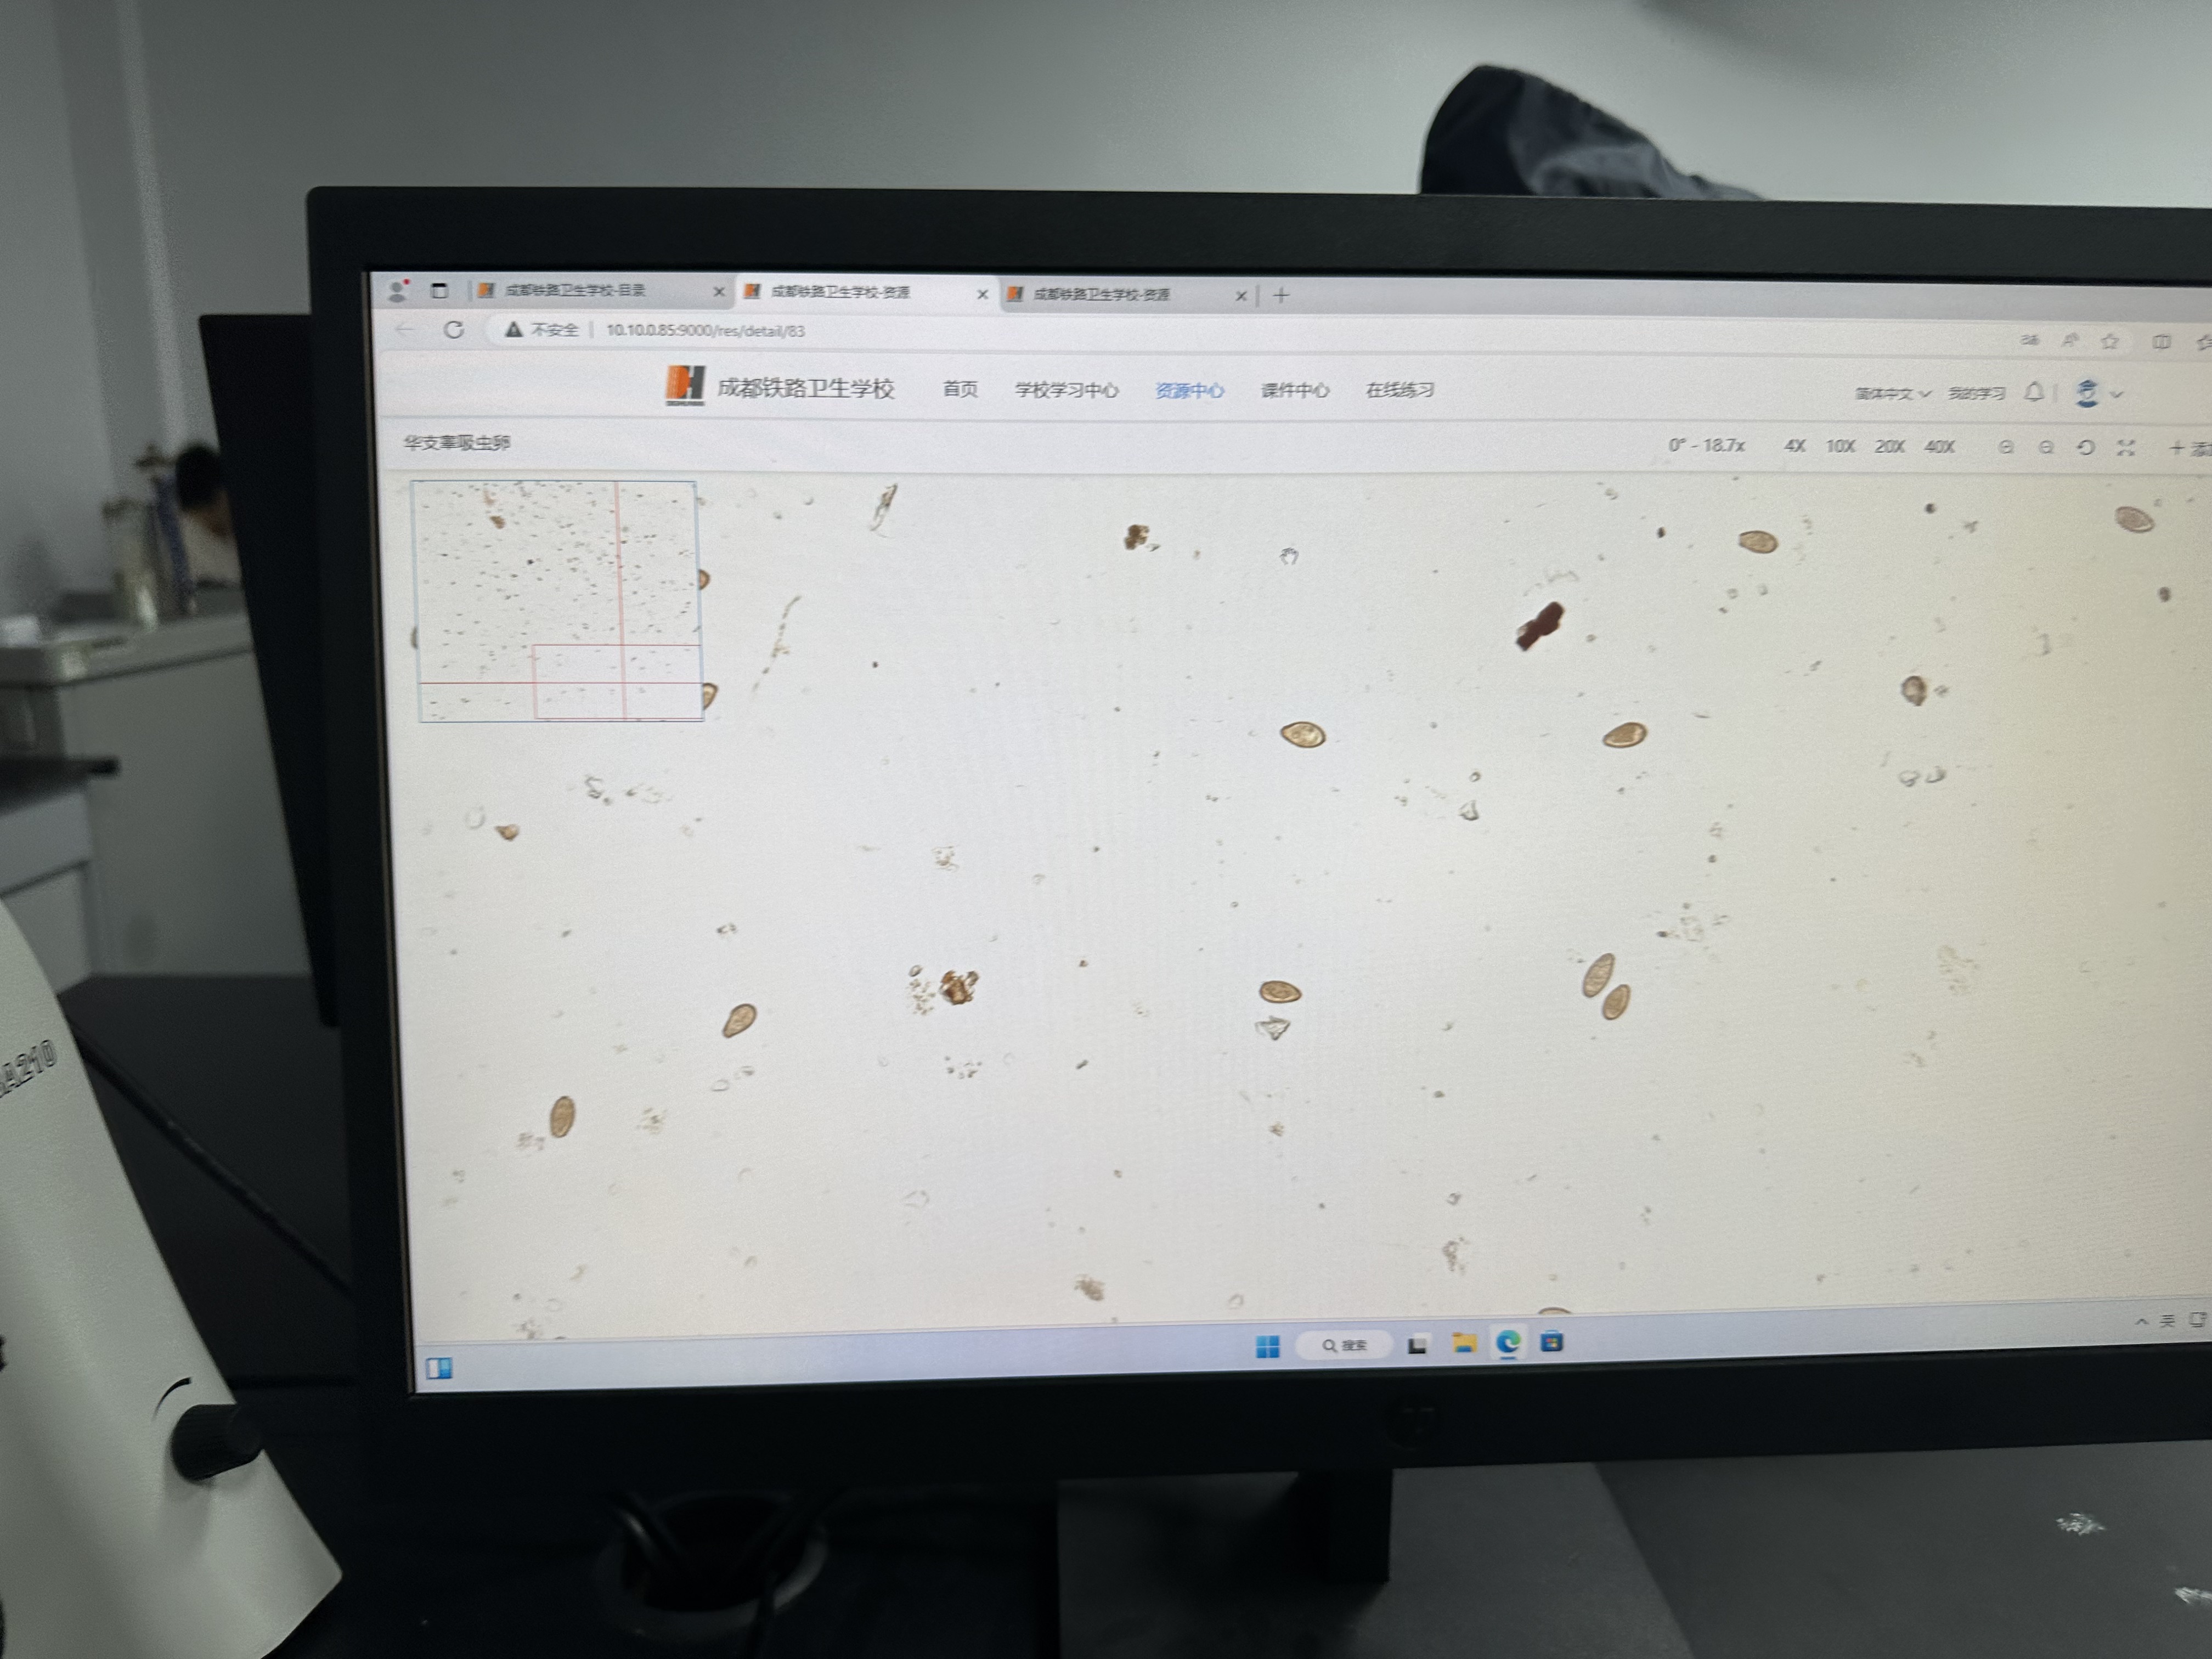 成都铁路卫生学校-目录
成都铁路卫生学校-资源
成都铁路卫生学校-资源
不安全 | 10.10.0.85:9000/res/detail/83
成都铁路卫生学校 首页 学校学习中心 资源中心 课件中心 在线练习 简体中文 我的学习
华支睾吸虫卵 0° - 18.7x 4X 10X 20X 40X
A210
搜索
英